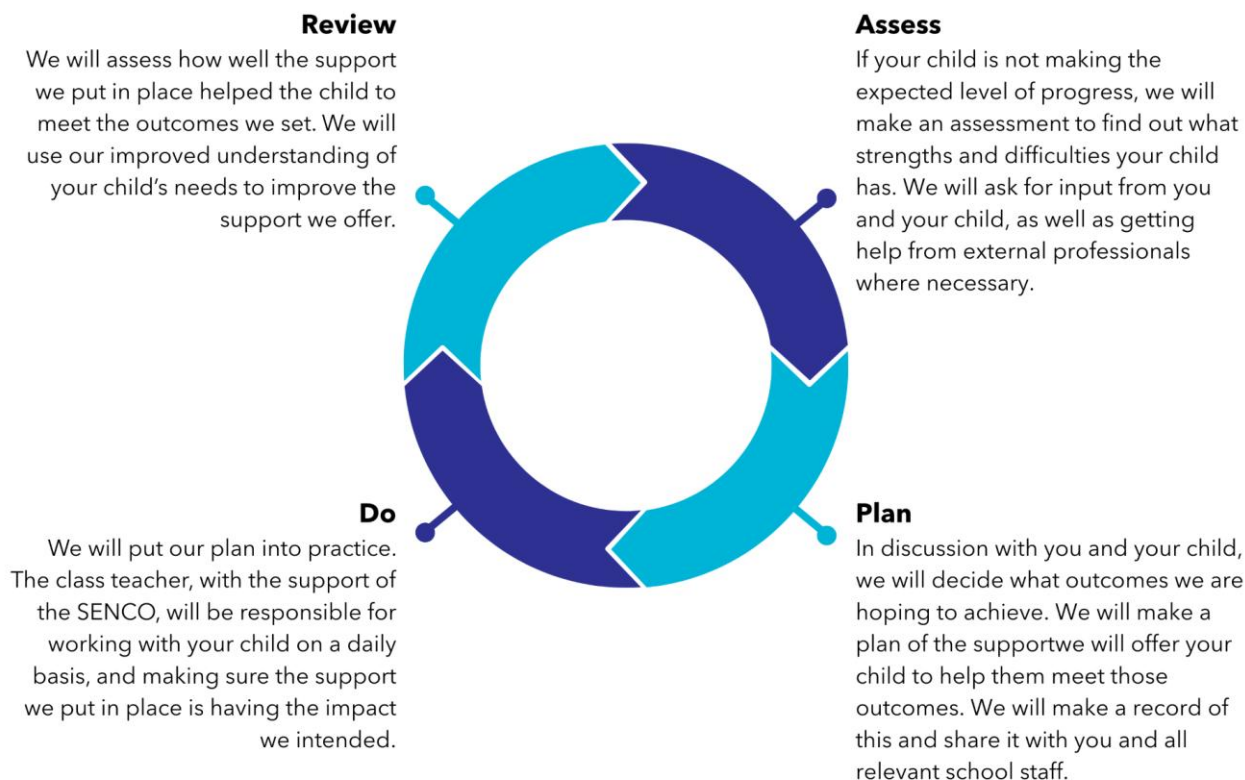 Review
We will assess how well the support
we put in place helped the child to
meet the outcomes we set. We will
use our improved understanding of
your child's needs to improve the
support we offer.
Assess
If your child is not making the
expected level of progress, we will
make an assessment to find out what
strengths and difficulties your child
has. We will ask for input from you
and your child, as well as getting
help from external professionals
where necessary.
Do
We will put our plan into practice.
The class teacher, with the support of
the SENCO, will be responsible for
working with your child on a daily
basis, and making sure the support
we put in place is having the impact
we intended.
Plan
In discussion with you and your child,
we will decide what outcomes we are
hoping to achieve. We will make a
plan of the supportwe will offer your
child to help them meet those
outcomes. We will make a record of
this and share it with you and all
relevant school staff.